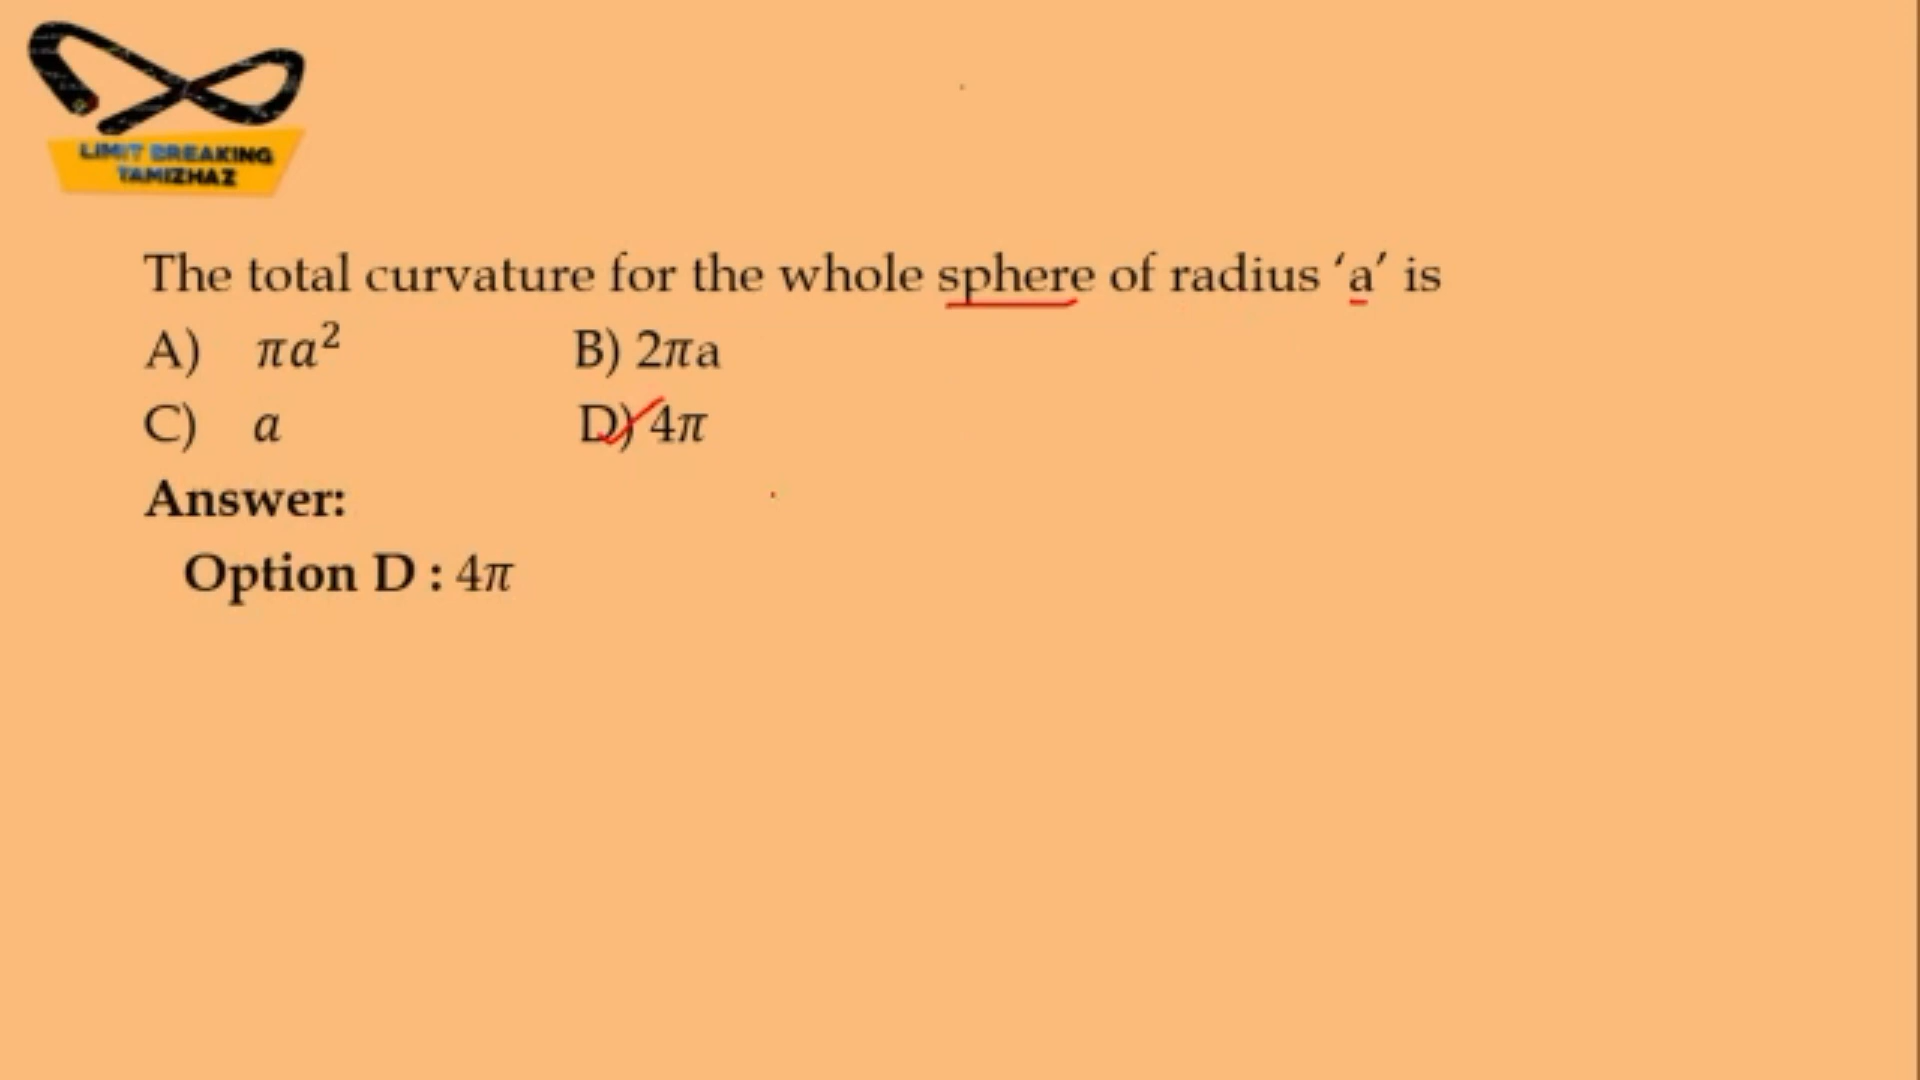 LIMIT BREAKING
TAMIZHAZ
The total curvature for the whole sphere of radius ‘a’ is
A) πa² B) 2πa
C) a D) 4π
Answer:
Option D : 4π